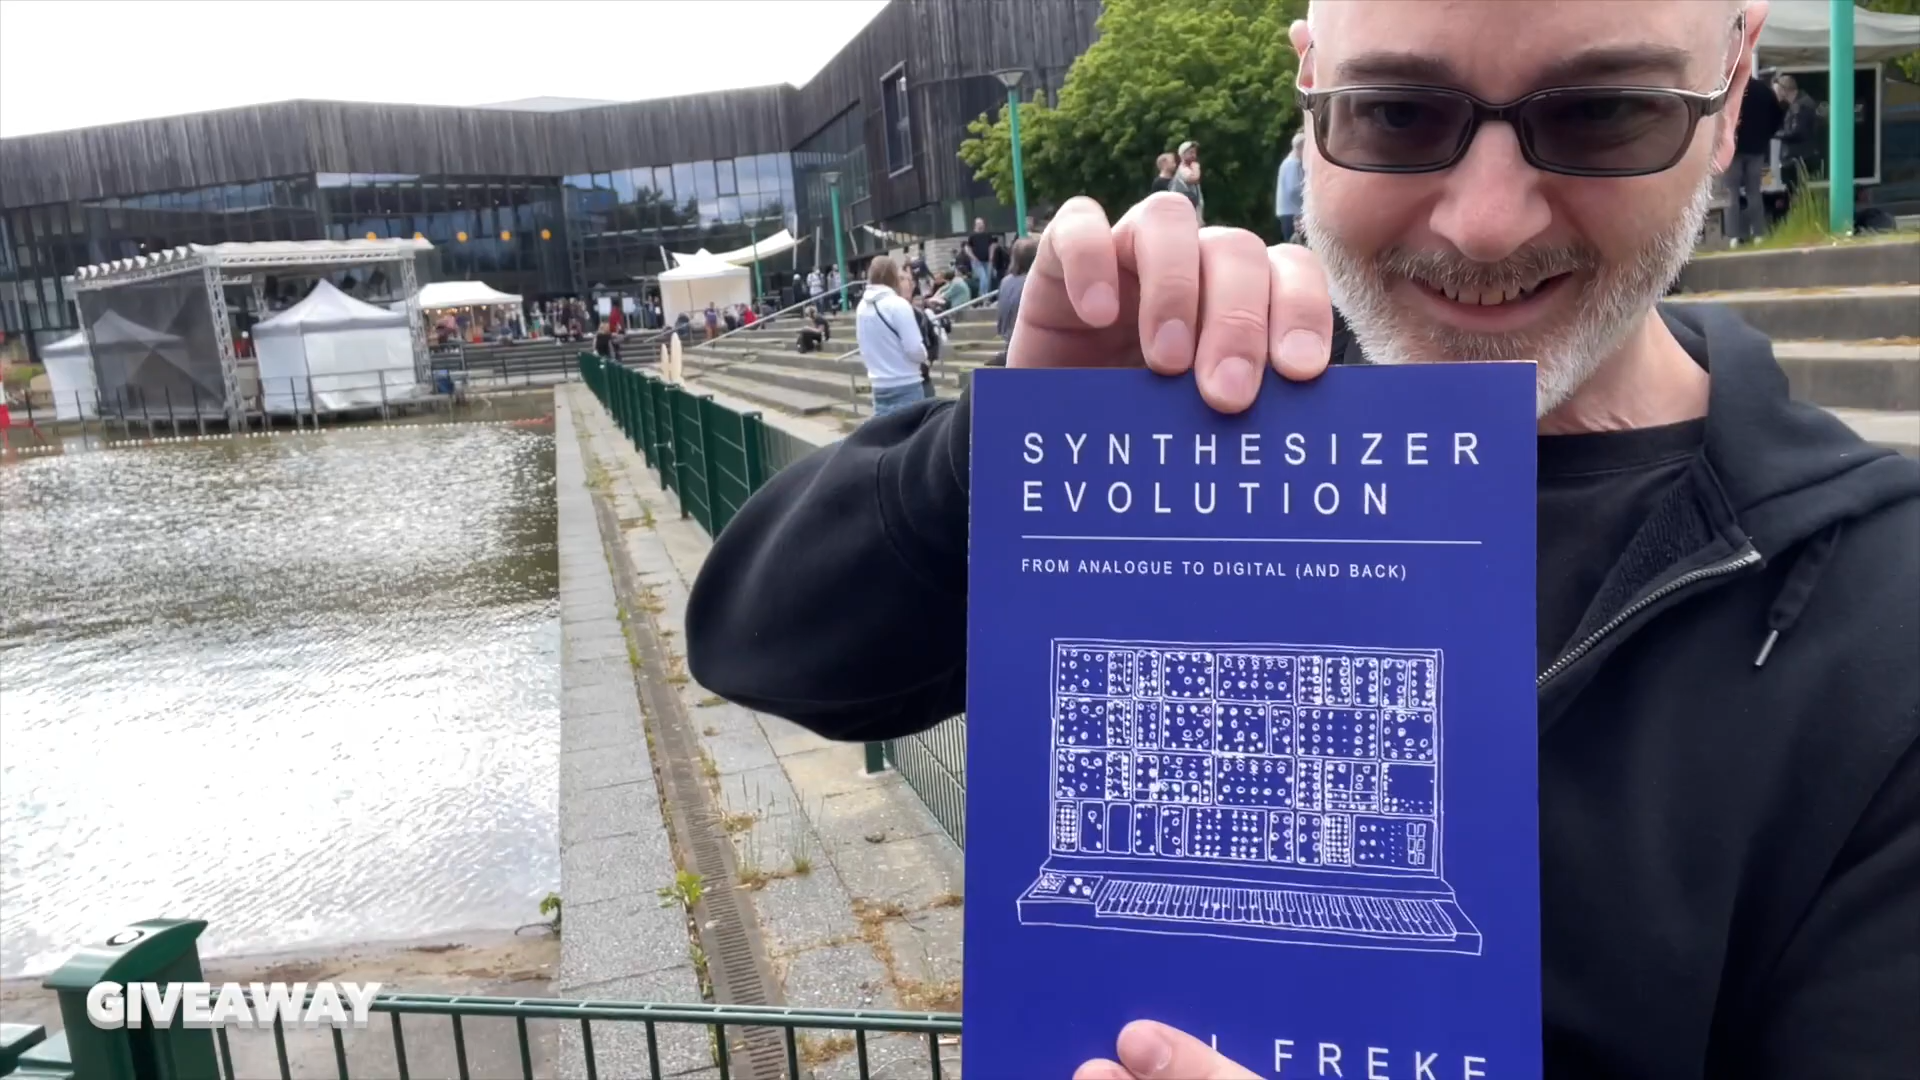 SYNTHESIZER
EVOLUTION
FROM ANALOGUE TO DIGITAL (AND BACK)
FREKE
GIVEAWAY